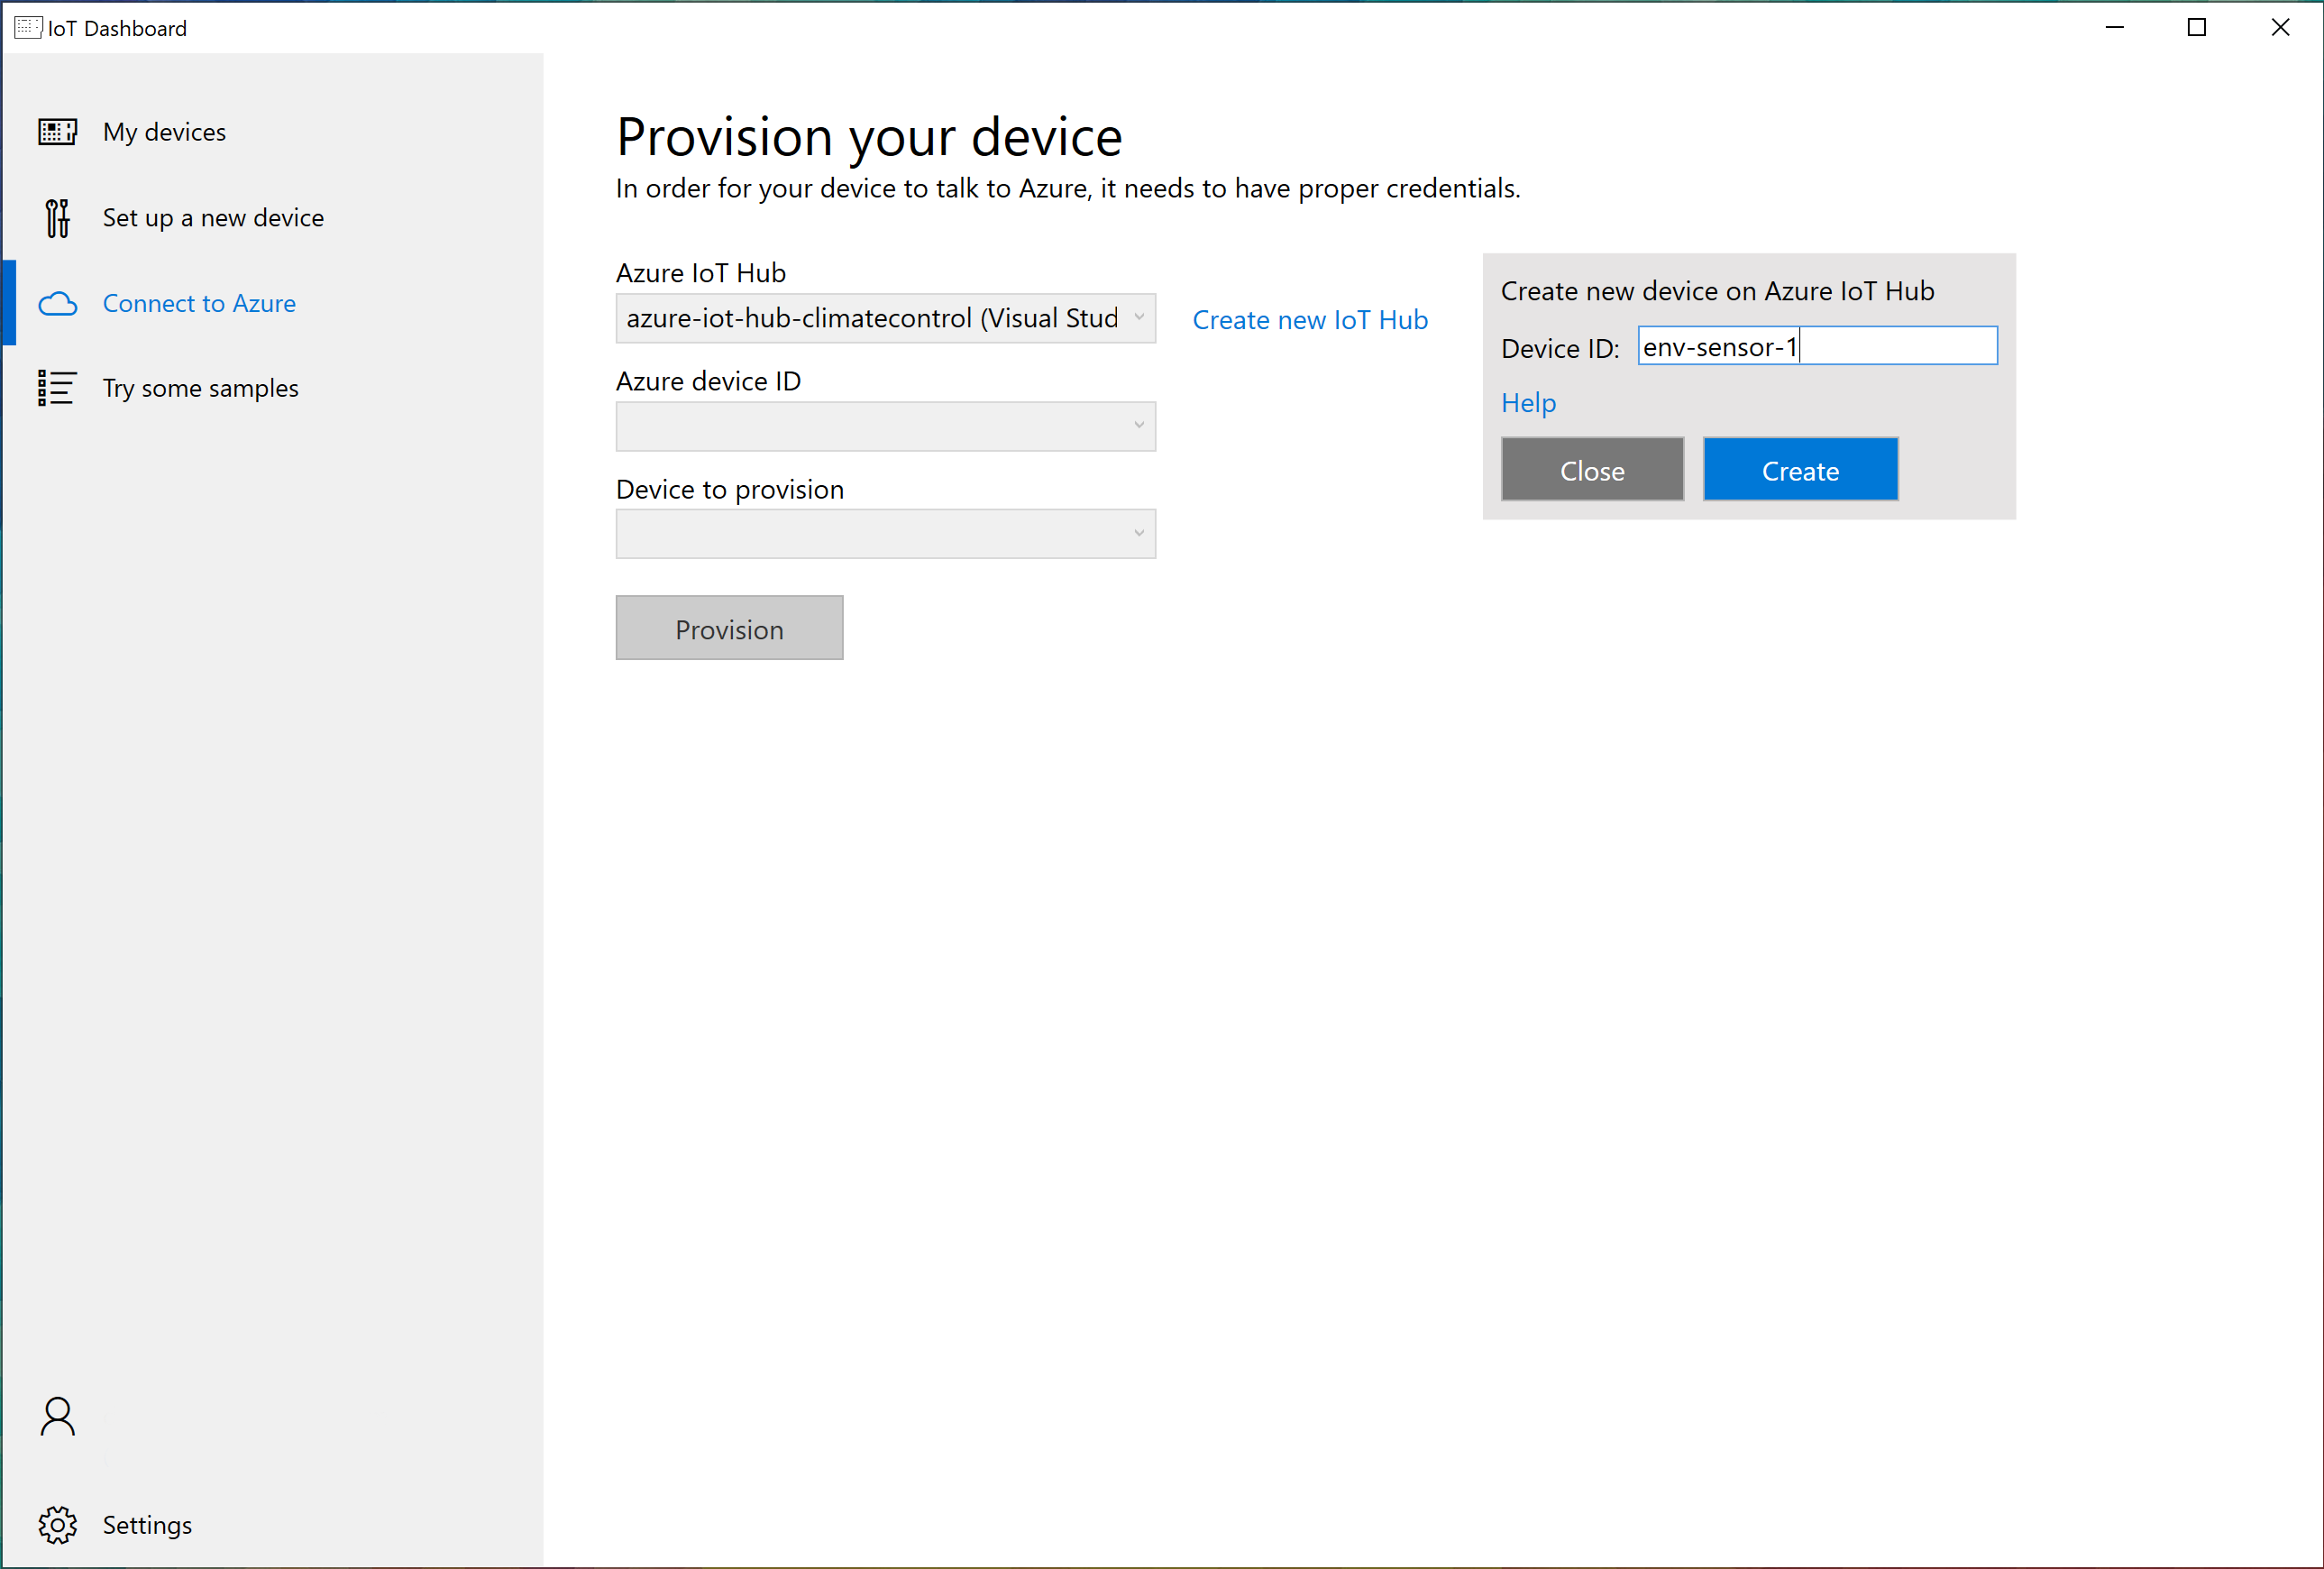 IoT Dashboard
My devices
Set up a new device
Connect to Azure
Try some samples
Settings
Provision your device
In order for your device to talk to Azure, it needs to have proper credentials.
Azure IoT Hub
azure-iot-hub-climatecontrol (Visual Stud
Create new IoT Hub
Azure device ID
Device to provision
Provision
Create new device on Azure IoT Hub
Device ID: env-sensor-1
Help
Close Create